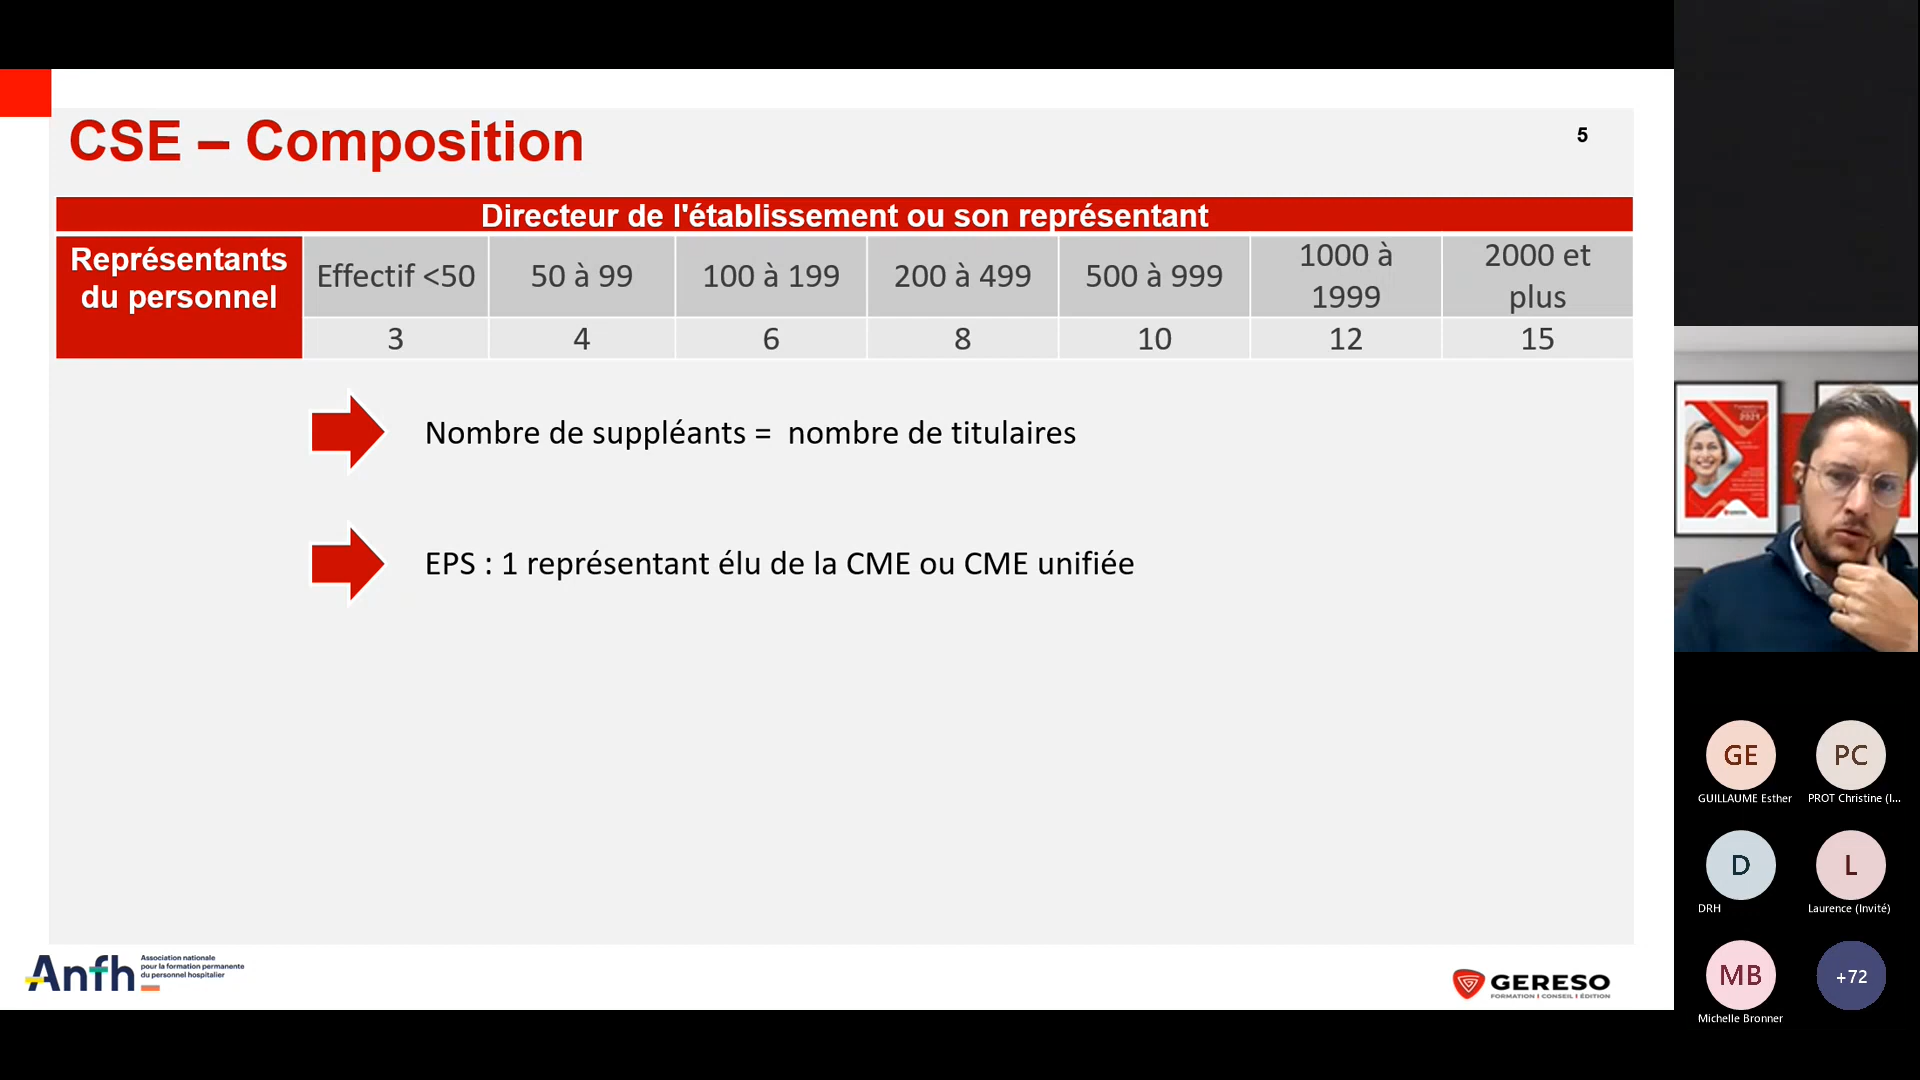 CSE – Composition
5
Directeur de l'établissement ou son représentant
Représentants
du personnel
Effectif <50
50 à 99
100 à 199
200 à 499
500 à 999
1000 à
1999
2000 et
plus
3
4
6
8
10
12
15
Nombre de suppléants = nombre de titulaires
EPS : 1 représentant élu de la CME ou CME unifiée
Anfh
Association nationale
pour la formation permanente
du personnel hospitalier
GERESO
FORMATION | CONSEIL | ÉDITION
GE
GUILLAUME Esther
PC
PROT Christine (I...
D
DRH
L
Laurence (Invité)
MB
Michelle Bronner
+72